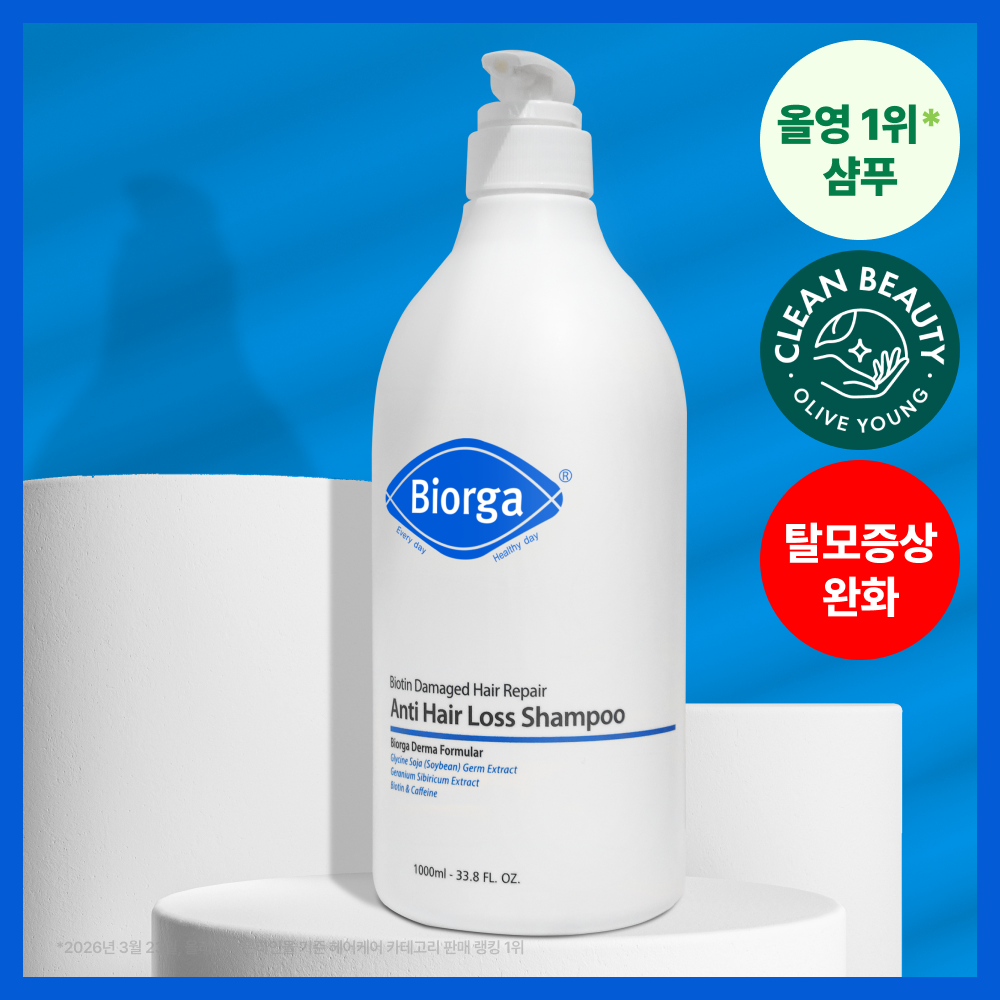 올영 1위*
샴푸
CLEAN BEAUTY
OLIVE YOUNG
탈모증상
완화
Biorga®
Every day
Healthy day
Biotin Damaged Hair Repair
Anti Hair Loss Shampoo
Biorga Derma Formular
Glycine Soja (Soybean) Germ Extract
Geranium Sibiricum Extract
Biotin & Caffeine
1000ml - 33.8 FL. OZ.
*2026년 3월 기준 헤어케어 카테고리 판매 랭킹 1위